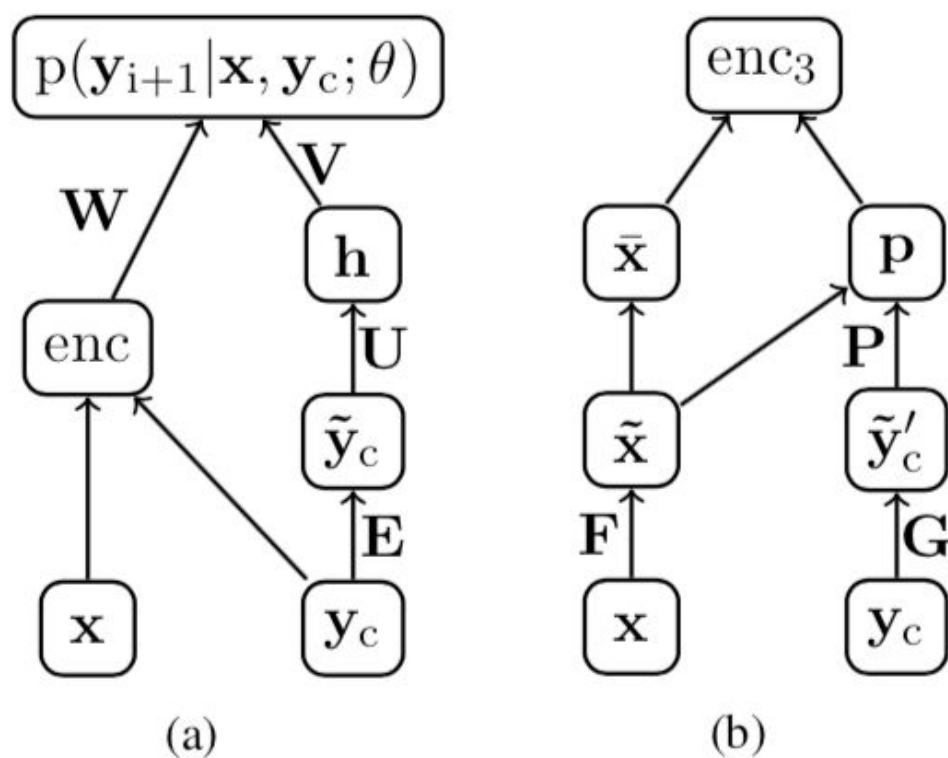 p(y_{i+1}|x, y_c; θ)
enc_3
W
V
h
x̄
p
enc
U
P
ỹ_c
x̃
ỹ′_c
E
F
G
x
y_c
x
y_c
(a)
(b)